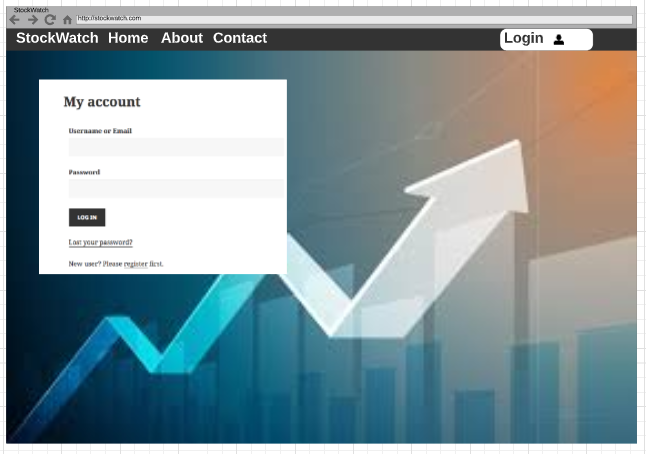 StockWatch
http://stockwatch.com
StockWatch Home About Contact Login
My account
Username or Email
Password
LOG IN
Lost your password?
New user? Please register first.